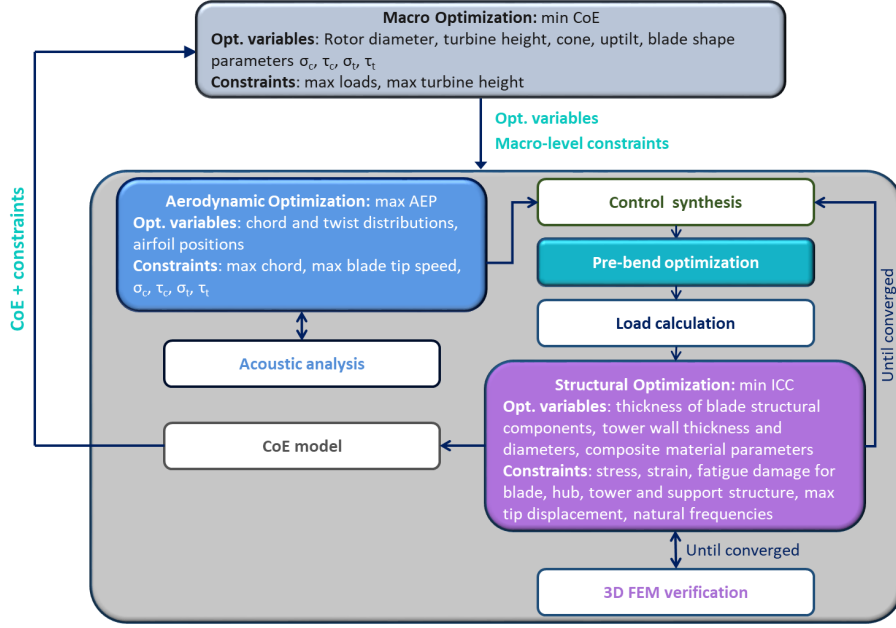 Macro Optimization: min CoE
Opt. variables: Rotor diameter, turbine height, cone, uptilt, blade shape
parameters σc, τc, σt, τt
Constraints: max loads, max turbine height
Opt. variables
Macro-level constraints
CoE + constraints
Aerodynamic Optimization: max AEP
Opt. variables: chord and twist distributions,
airfoil positions
Constraints: max chord, max blade tip speed,
σc, τc, σt, τt
Acoustic analysis
CoE model
Control synthesis
Pre-bend optimization
Load calculation
Until converged
Structural Optimization: min ICC
Opt. variables: thickness of blade structural
components, tower wall thickness and
diameters, composite material parameters
Constraints: stress, strain, fatigue damage for
blade, hub, tower and support structure, max
tip displacement, natural frequencies
Until converged
3D FEM verification